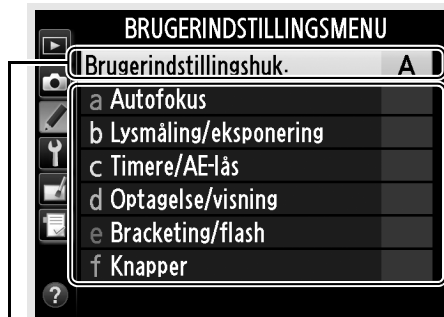 BRUGERINDSTILLINGSMENU
Brugerindstillingshuk. A
a Autofokus
b Lysmåling/eksponering
c Timere/AE-lås
d Optagelse/visning
e Bracketing/flash
f Knapper
?